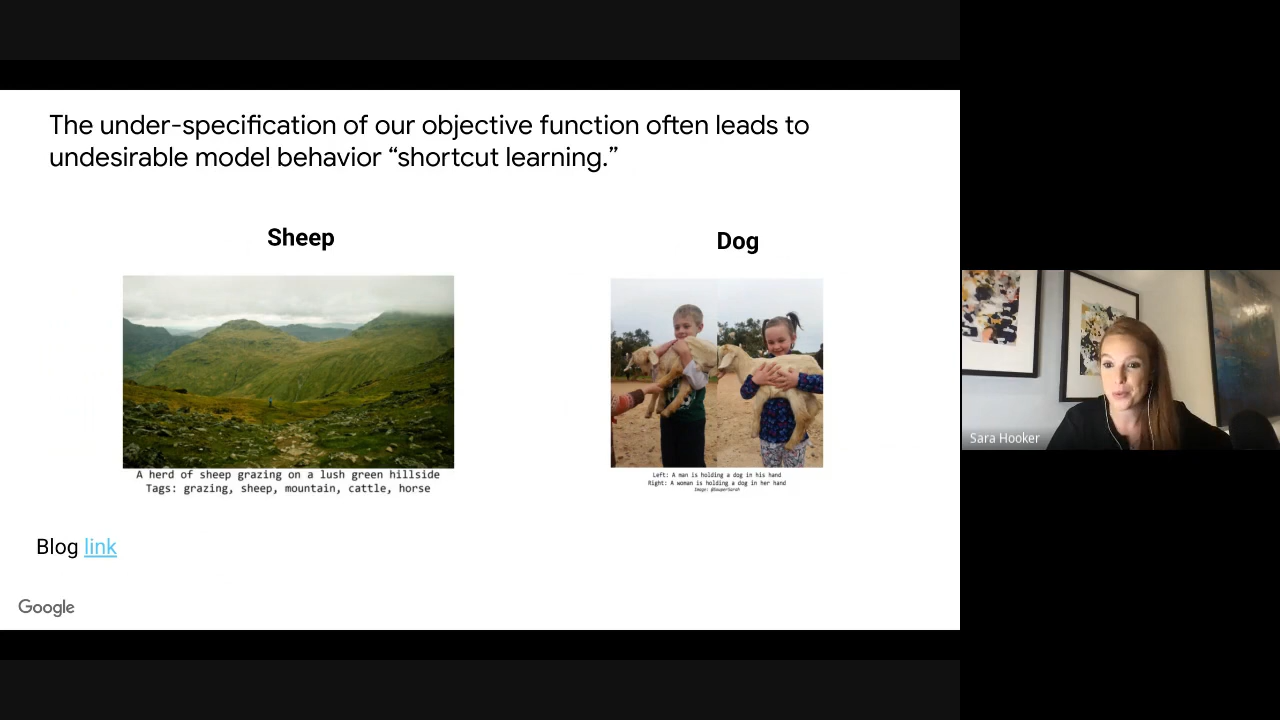 The under-specification of our objective function often leads to
undesirable model behavior “shortcut learning.”
Sheep
Dog
A herd of sheep grazing on a lush green hillside
Tags: grazing, sheep, mountain, cattle, horse
Left: A man is holding a dog in his hand
Right: A woman is holding a dog in her hand
Image: @SouperSarah
Blog link
Google
Sara Hooker